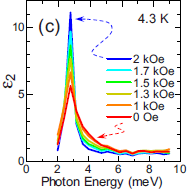 (c)
4.3 K
ε2
10
5
0
2 kOe
1.7 kOe
1.5 kOe
1.3 kOe
1 kOe
0 Oe
0 2 4 6 8
Photon Energy (meV)